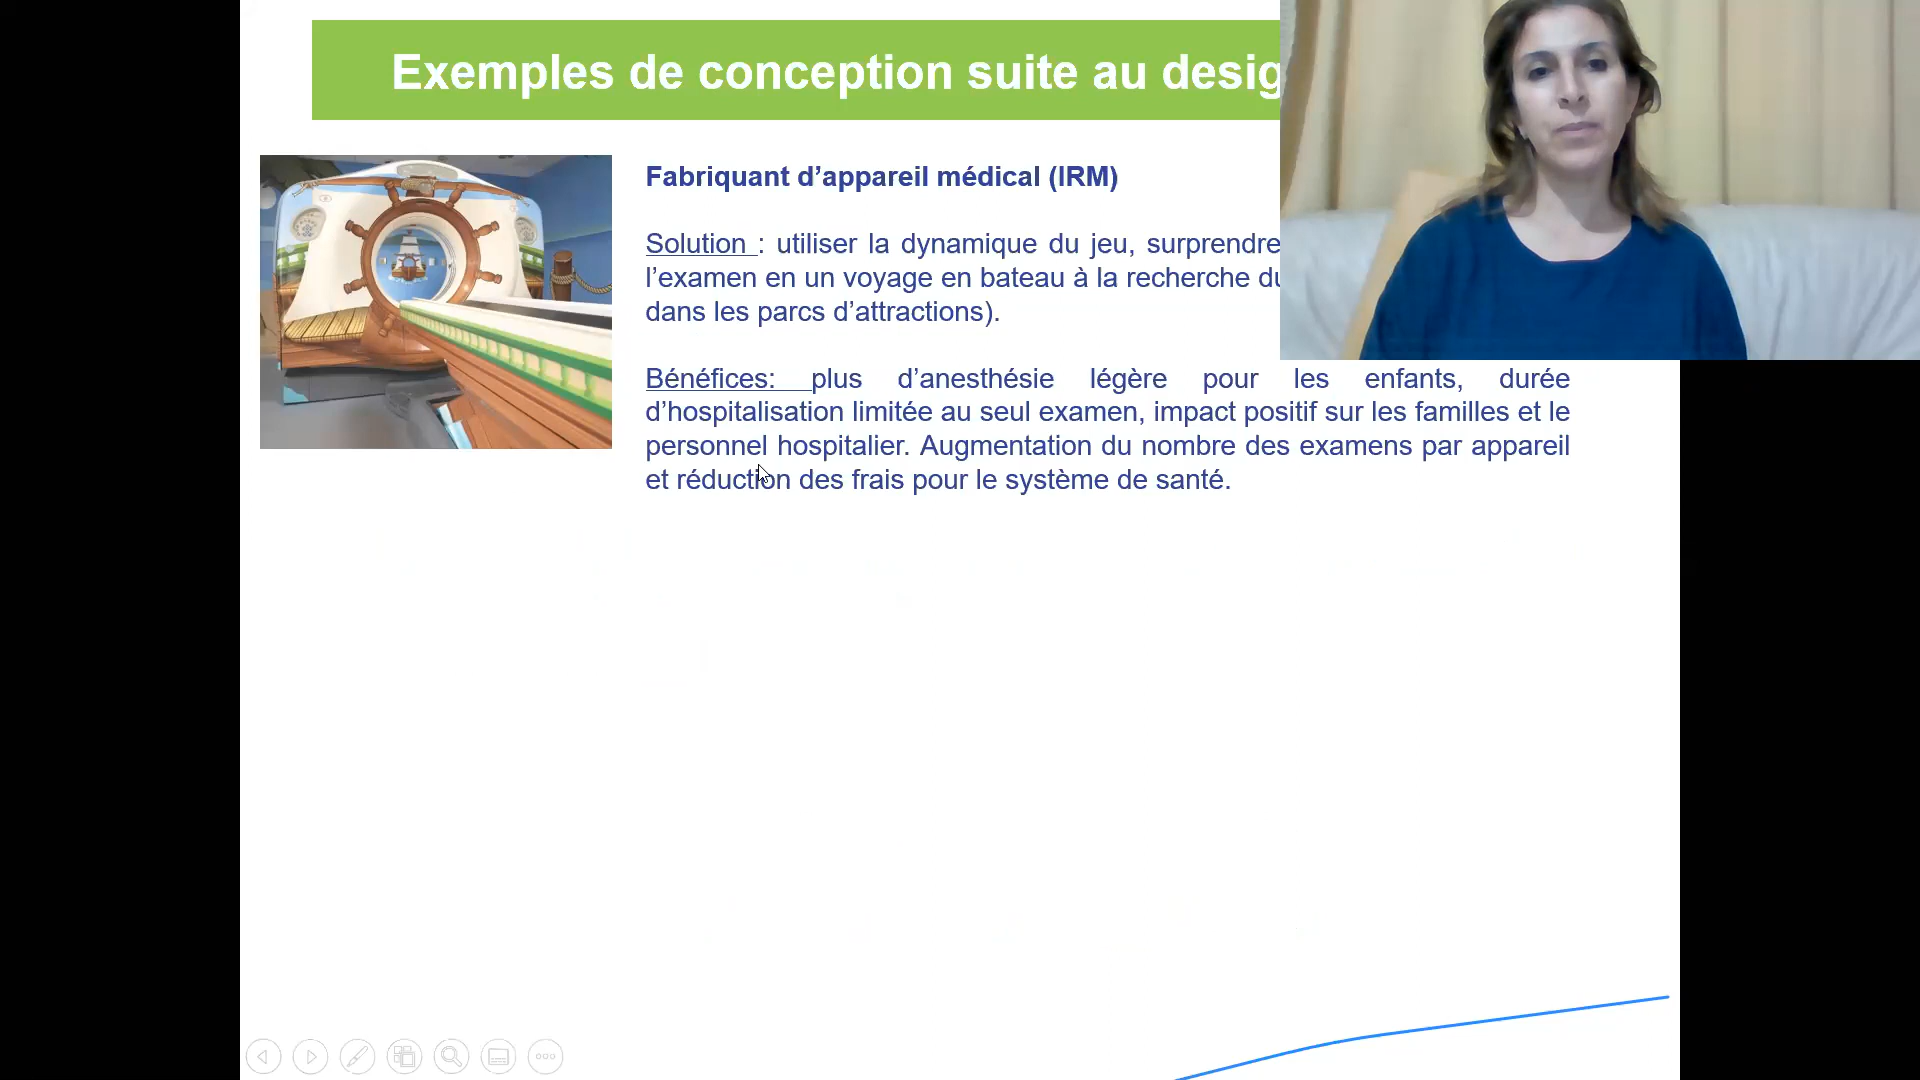 Exemples de conception suite au desig
Fabriquant d’appareil médical (IRM)
Solution : utiliser la dynamique du jeu, surprendre
l’examen en un voyage en bateau à la recherche du
dans les parcs d’attractions).
Bénéfices: plus d’anesthésie légère pour les enfants, durée
d’hospitalisation limitée au seul examen, impact positif sur les familles et le
personnel hospitalier. Augmentation du nombre des examens par appareil
et réduction des frais pour le système de santé.